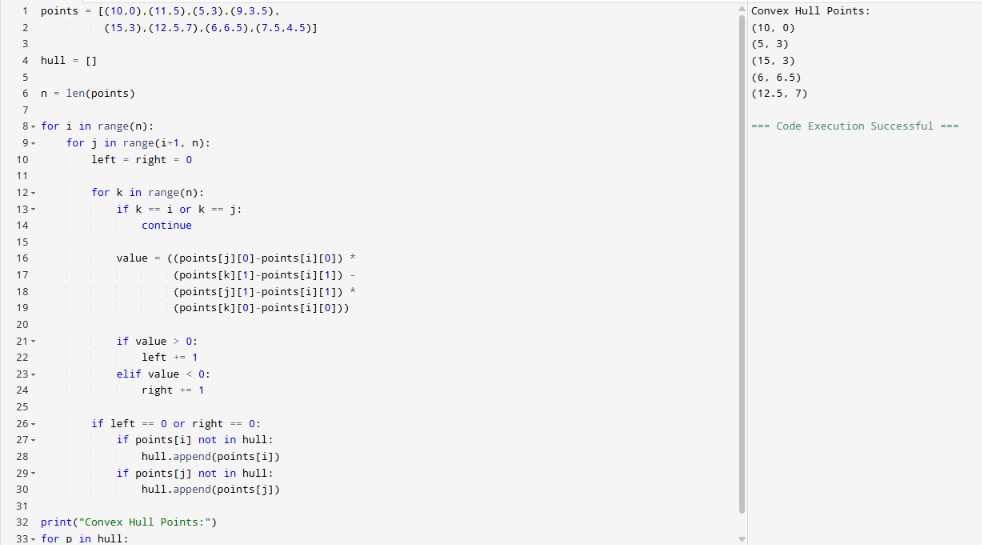 1 points = [(10,0),(11,5),(5,3),(9,3.5),
2 (15,3),(12.5,7),(6,6.5),(7.5,4.5)]
3
4 hull = []
5
6 n = len(points)
7
8 for i in range(n):
9 for j in range(i+1, n):
10 left = right = 0
11
12 for k in range(n):
13 if k == i or k == j:
14 continue
15
16 value = ((points[j][0]-points[i][0]) *
17 (points[k][1]-points[i][1]) -
18 (points[j][1]-points[i][1]) *
19 (points[k][0]-points[i][0]))
20
21 if value > 0:
22 left += 1
23 elif value < 0:
24 right += 1
25
26 if left == 0 or right == 0:
27 if points[i] not in hull:
28 hull.append(points[i])
29 if points[j] not in hull:
30 hull.append(points[j])
31
32 print("Convex Hull Points:")
33 for p in hull:
Convex Hull Points:
(10, 0)
(5, 3)
(15, 3)
(6, 6.5)
(12.5, 7)
=== Code Execution Successful ===